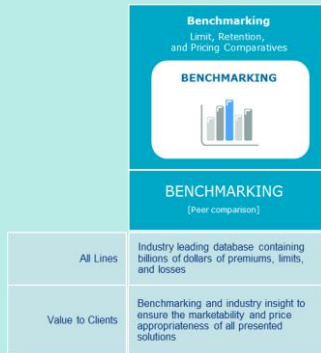 Benchmarking
Limit, Retention,
and Pricing Comparatives
BENCHMARKING
BENCHMARKING
[Peer comparison]
All Lines
Industry leading database containing
billions of dollars of premiums, limits,
and losses
Value to Clients
Benchmarking and industry insight to
ensure the marketability and price
appropriateness of all presented
solutions